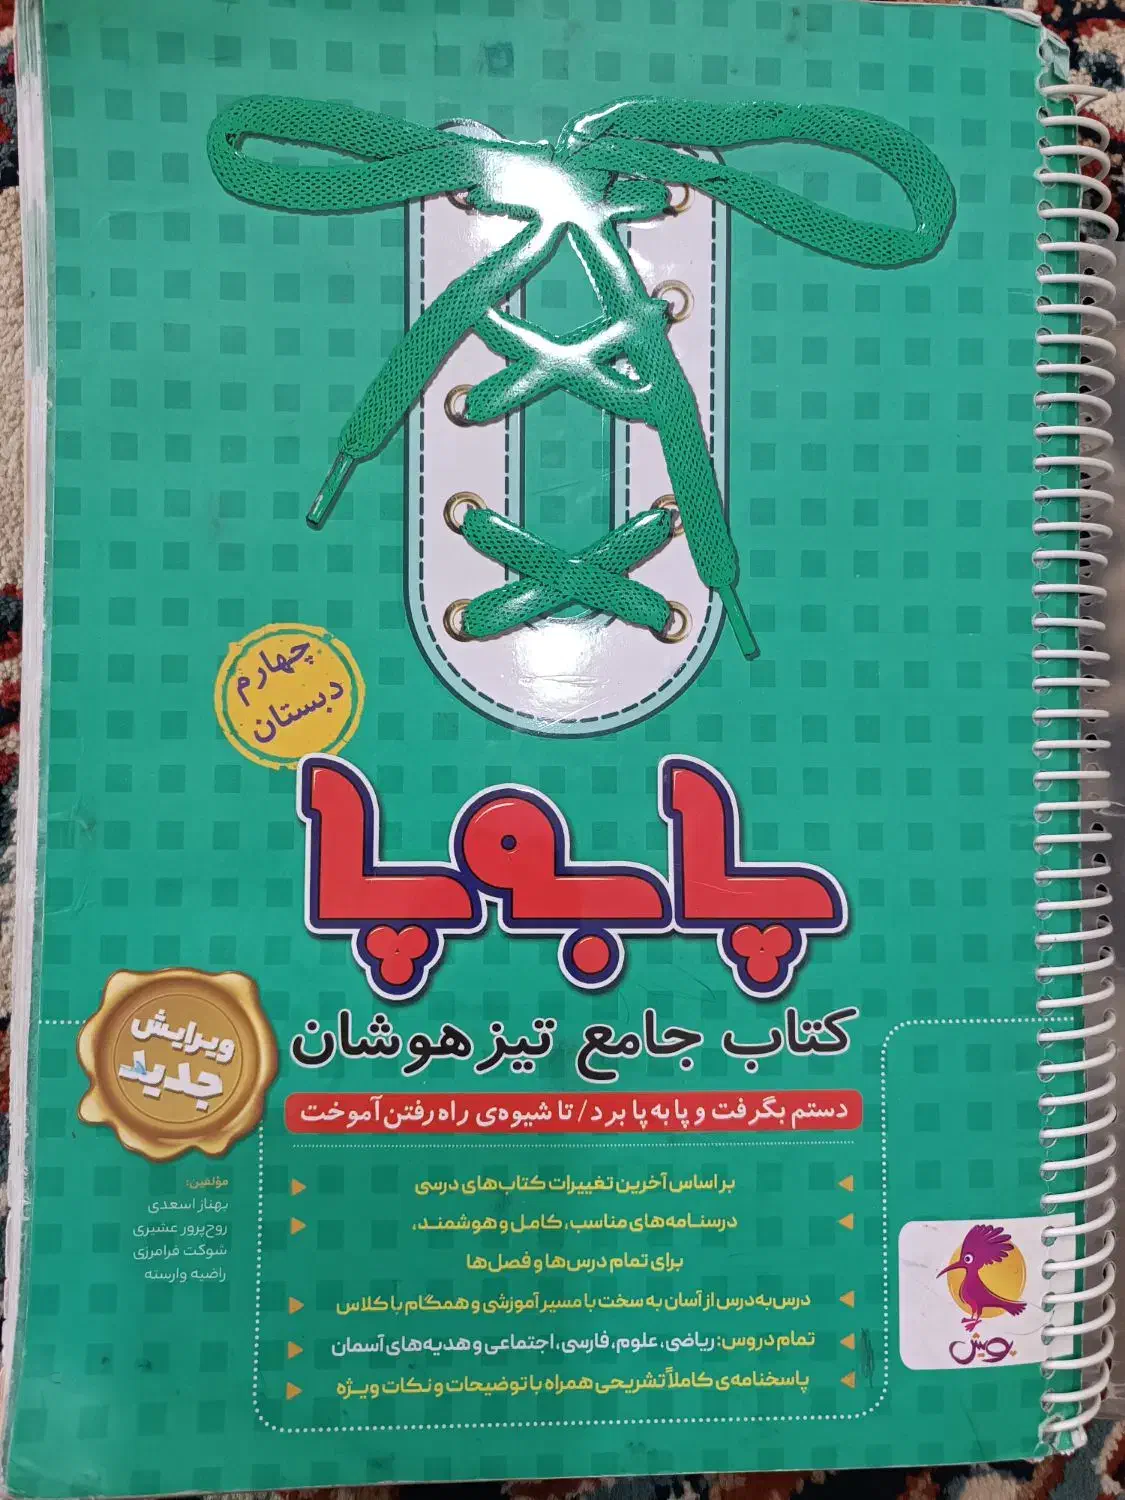 چهارم
دبستان
پابه‌پا
کتاب جامع تیزهوشان
دستم بگرفت و پا به پا برد/ تا شیوه‌ی راه رفتن آموخت
ویرایش
جدید
مؤلفین:
بهناز اسعدی
روح‌پرور عشیری
شوکت فرامرزی
راضیه وارسته
بر اساس آخرین تغییرات کتاب‌های درسی
درسنامه‌های مناسب، کامل و هوشمند،
برای تمام درس‌ها و فصل‌ها
درس‌به‌درس از آسان به سخت با مسیر آموزشی و همگام با کلاس
تمام دروس: ریاضی، علوم، فارسی، اجتماعی و هدیه‌های آسمان
پاسخنامه‌ی کاملاً تشریحی همراه با توضیحات و نکات ویژه
پویش